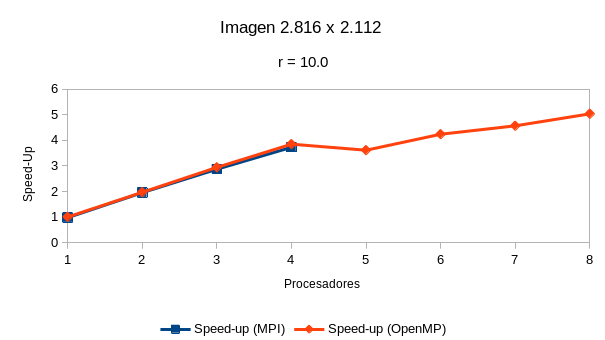 Imagen 2.816 x 2.112
r = 10.0
6
5
4
3
2
1
0
Speed-Up
1 2 3 4 5 6 7 8
Procesadores
Speed-up (MPI) Speed-up (OpenMP)